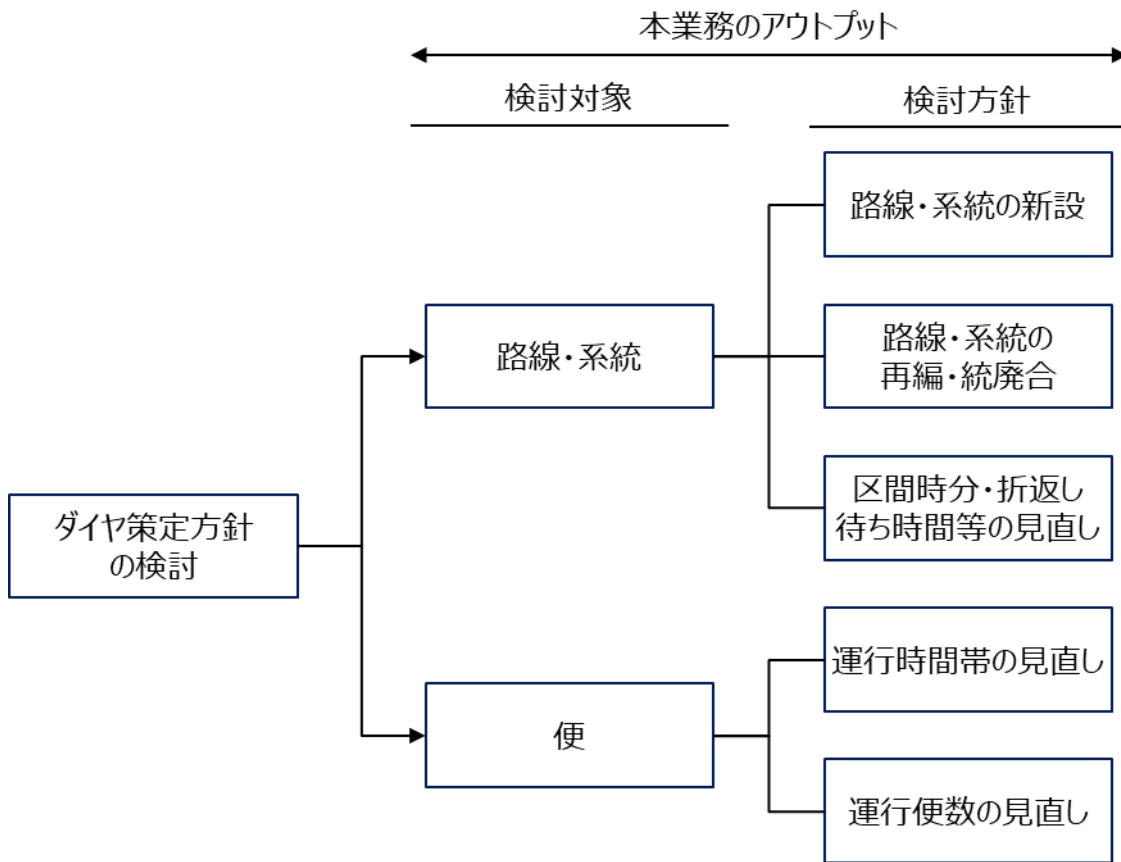 本業務のアウトプット
検討対象
検討方針
路線・系統の新設
路線・系統
路線・系統の
再編・統廃合
区間時分・折返し
待ち時間等の見直し
ダイヤ策定方針
の検討
運行時間帯の見直し
便
運行便数の見直し